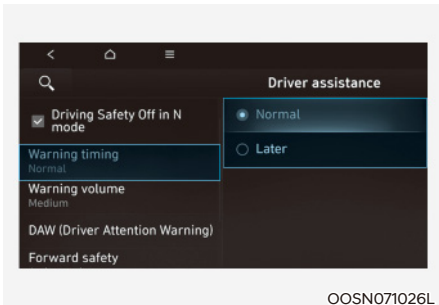 Driver assistance
Driving Safety Off in N
mode
Warning timing
Normal
Warning volume
Medium
DAW (Driver Attention Warning)
Forward safety
Normal
Later
OOSN071026L